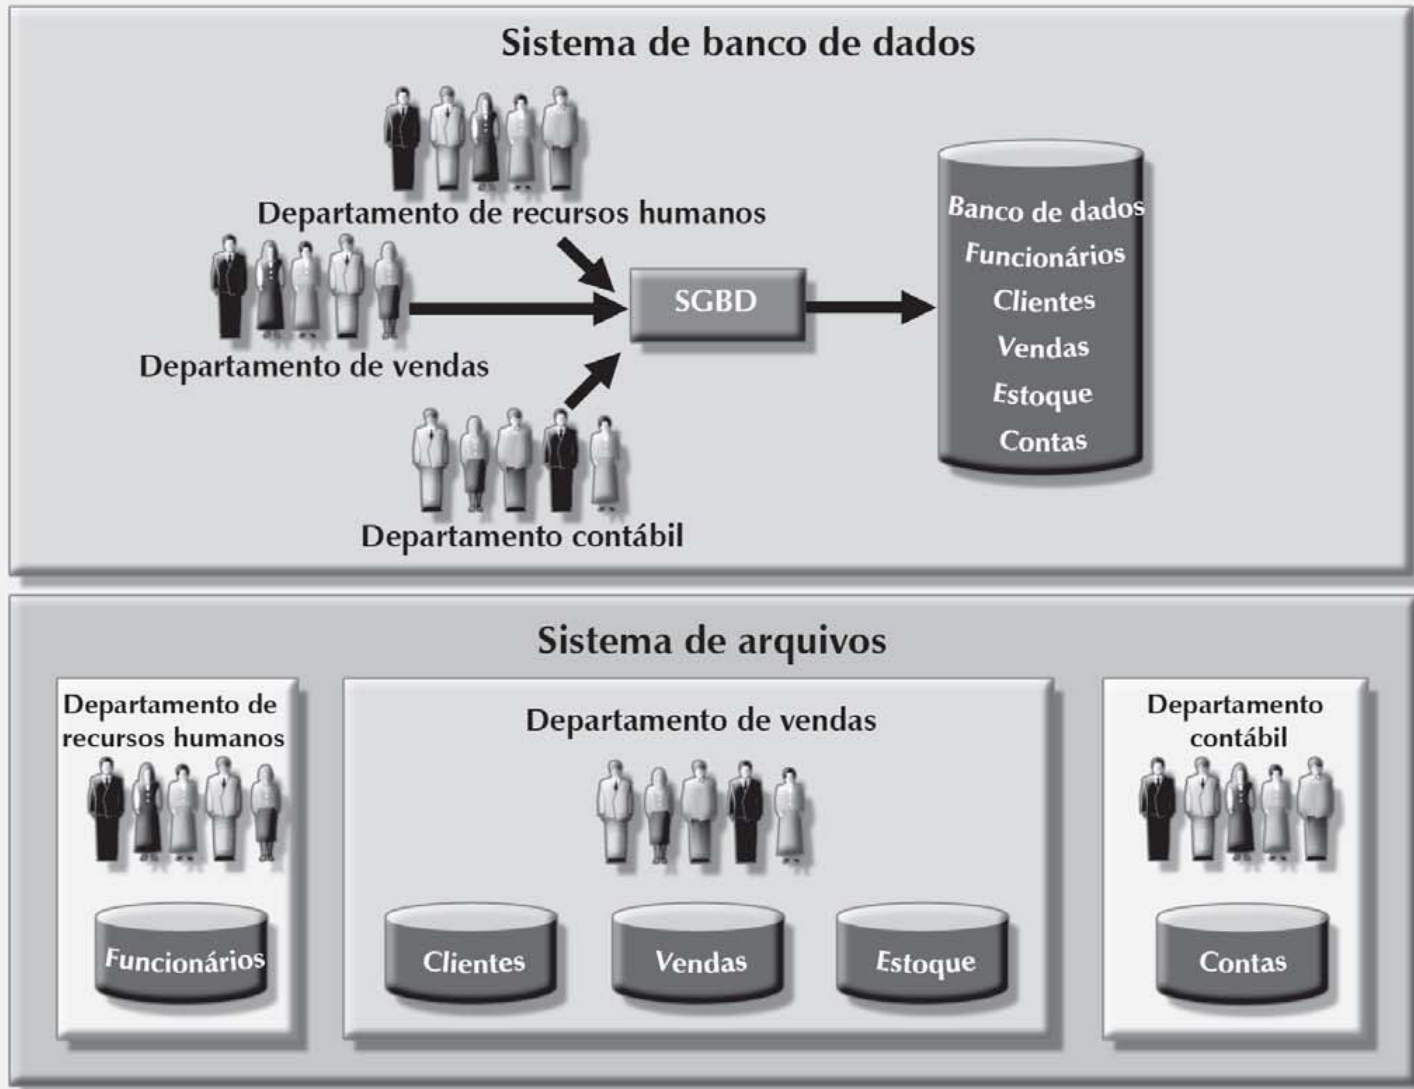 Sistema de banco de dados
Departamento de recursos humanos
Departamento de vendas
Departamento contábil
SGBD
Banco de dados
Funcionários
Clientes
Vendas
Estoque
Contas
Sistema de arquivos
Departamento de
recursos humanos
Funcionários
Departamento de vendas
Clientes
Vendas
Estoque
Departamento
contábil
Contas